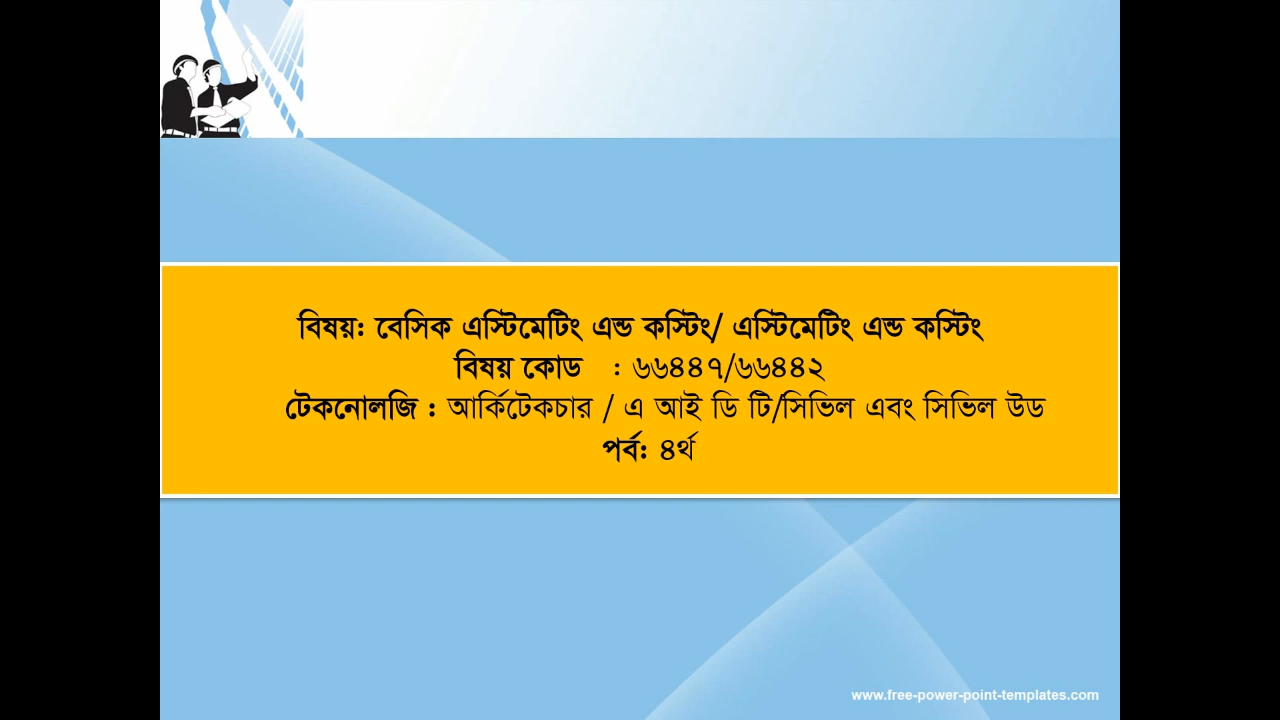 বিষয়: বেসিক এস্টিমেটিং এন্ড কস্টিং/ এস্টিমেটিং এন্ড কস্টিং
বিষয় কোড : ৬৬৪৪৭/৬৬৪৪২
টেকনোলজি : আর্কিটেকচার / এ আই ডি টি/সিভিল এবং সিভিল উড
পর্ব: ৪র্থ
www.free-power-point-templates.com